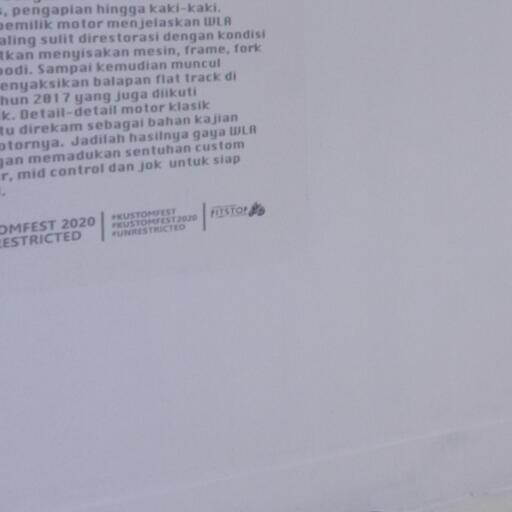 , pengapian hingga kaki-kaki.
pemilik motor menjelaskan WLA
aling sulit direstorasi dengan kondisi
tkan menyisakan mesin, frame, fork
bodi. Sampai kemudian muncul
enyaksikan balapan flat track di
hun 2017 yang juga diikuti
k. Detail-detail motor klasik
tu direkam sebagai bahan kajian
otornya. Jadilah hasilnya gaya WLA
gan memadukan sentuhan custom
r, mid control dan jok untuk siap
OMFEST 2020
ESTRICTED
#KUSTOMFEST
#KUSTOMFEST2020
#UNRESTRICTED
PITSTOP